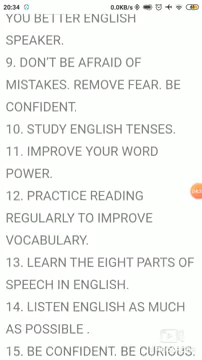 20:34
0.0KB/s
YOU BETTER ENGLISH
SPEAKER.
9. DON'T BE AFRAID OF
MISTAKES. REMOVE FEAR. BE
CONFIDENT.
10. STUDY ENGLISH TENSES.
11. IMPROVE YOUR WORD
POWER.
12. PRACTICE READING
REGULARLY TO IMPROVE
VOCABULARY.
13. LEARN THE EIGHT PARTS OF
SPEECH IN ENGLISH.
14. LISTEN ENGLISH AS MUCH
AS POSSIBLE .
15. BE CONFIDENT. BE CURIOUS.